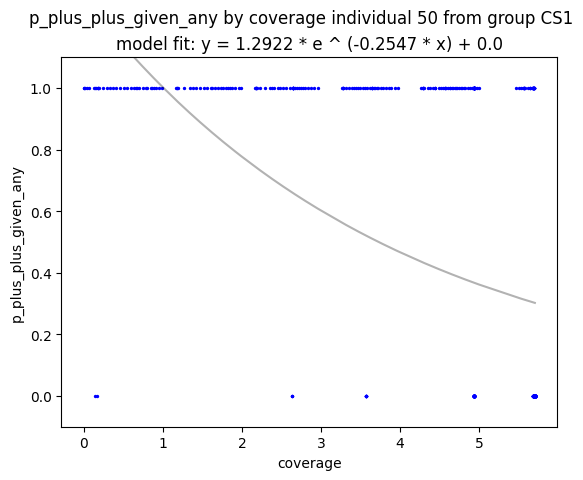 p_plus_plus_given_any by coverage individual 50 from group CS1
model fit: y = 1.2922 * e ^ (-0.2547 * x) + 0.0
1.0
0.8
0.6
0.4
0.2
0.0
p_plus_plus_given_any
0 1 2 3 4 5
coverage